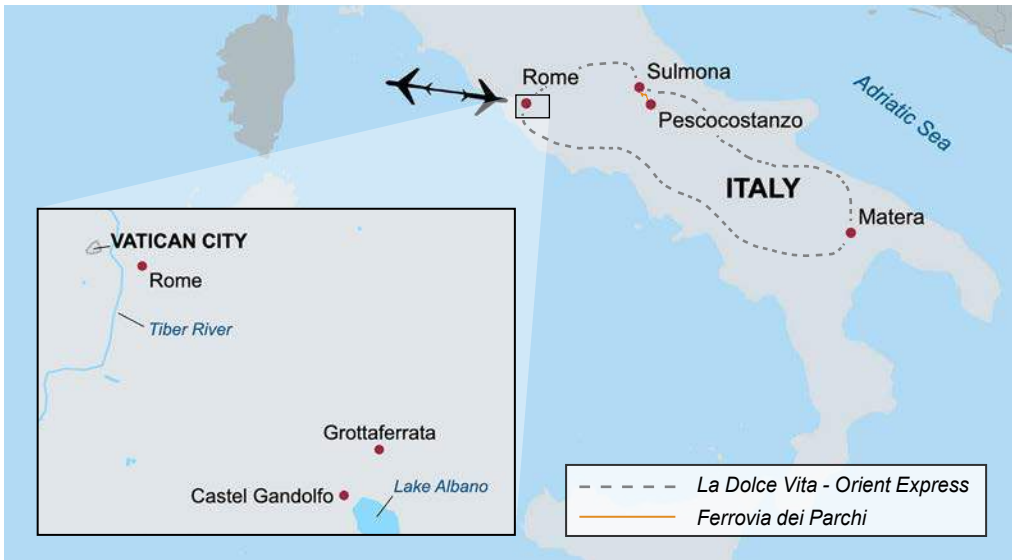 Rome
Sulmona
Pescocostanzo
Adriatic Sea
ITALY
Matera
VATICAN CITY
Rome
Tiber River
Grottaferrata
Castel Gandolfo
Lake Albano
La Dolce Vita - Orient Express
Ferrovia dei Parchi